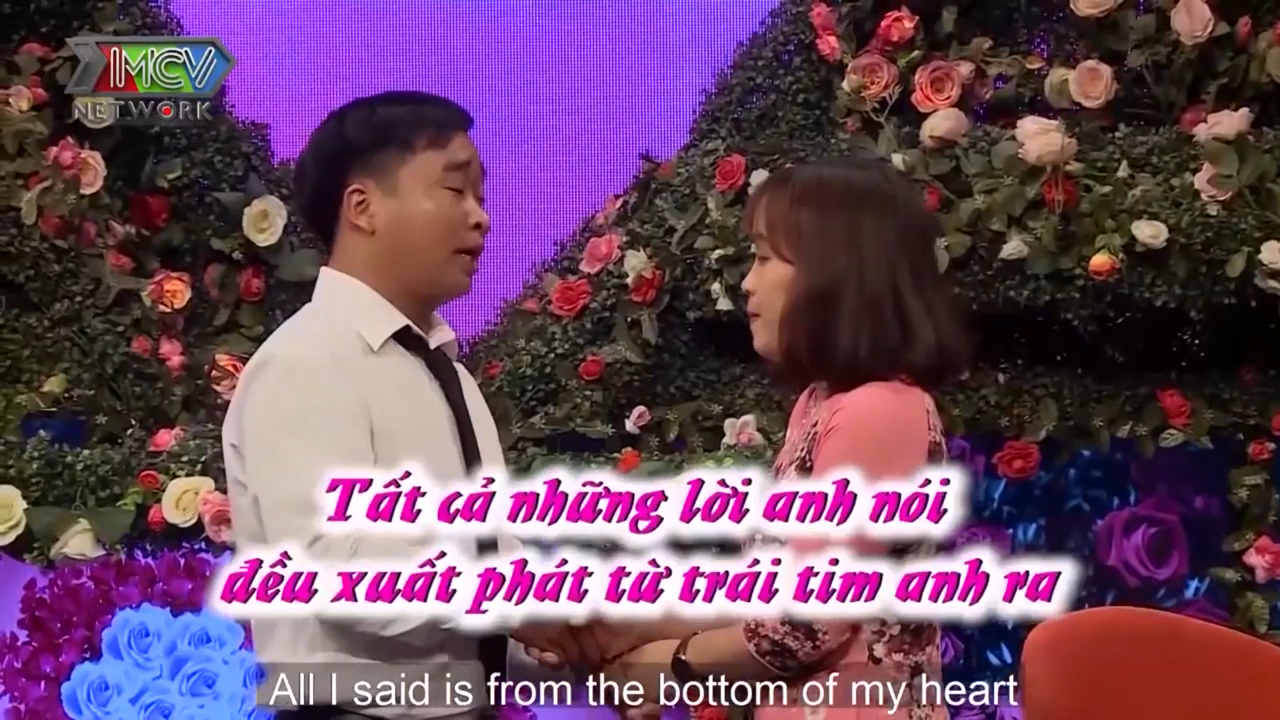 MCV
NETWORK
Tất cả những lời anh nói
đều xuất phát từ trái tim anh ra
All I said is from the bottom of my heart